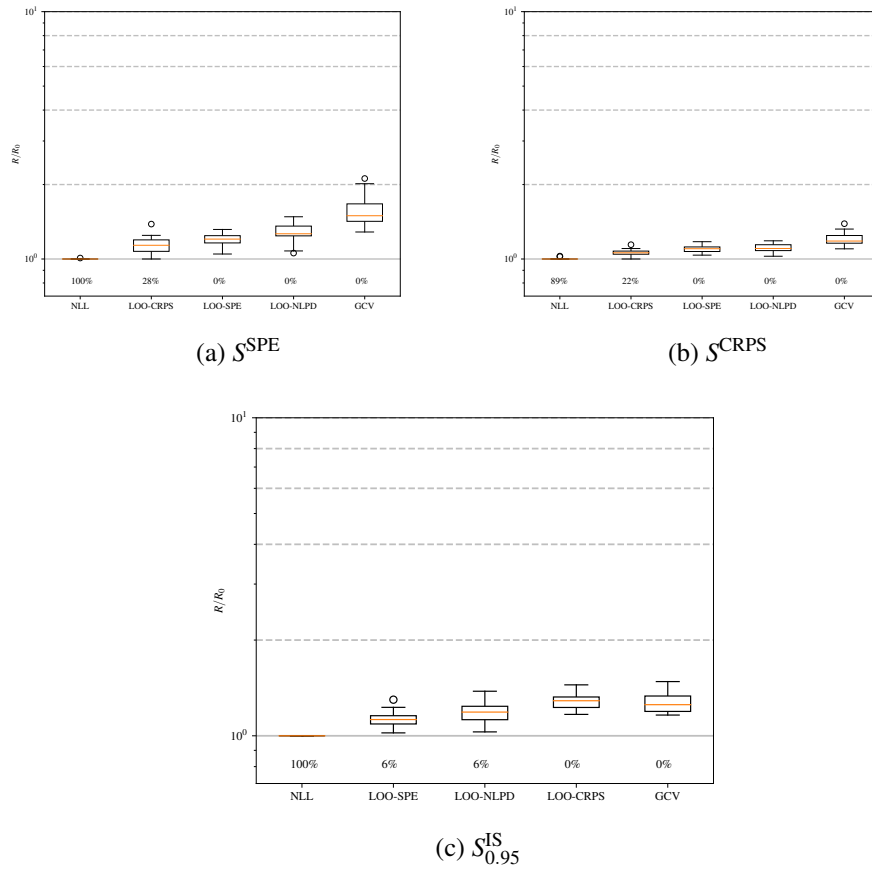 10¹
R/R₀
10⁰
100% 28% 0% 0% 0%
NLL LOO-CRPS LOO-SPE LOO-NLPD GCV
(a) S^SPE
10¹
R/R₀
10⁰
89% 22% 0% 0% 0%
NLL LOO-CRPS LOO-SPE LOO-NLPD GCV
(b) S^CRPS
10¹
R/R₀
10⁰
100% 6% 6% 0% 0%
NLL LOO-SPE LOO-NLPD LOO-CRPS GCV
(c) S^IS_0.95